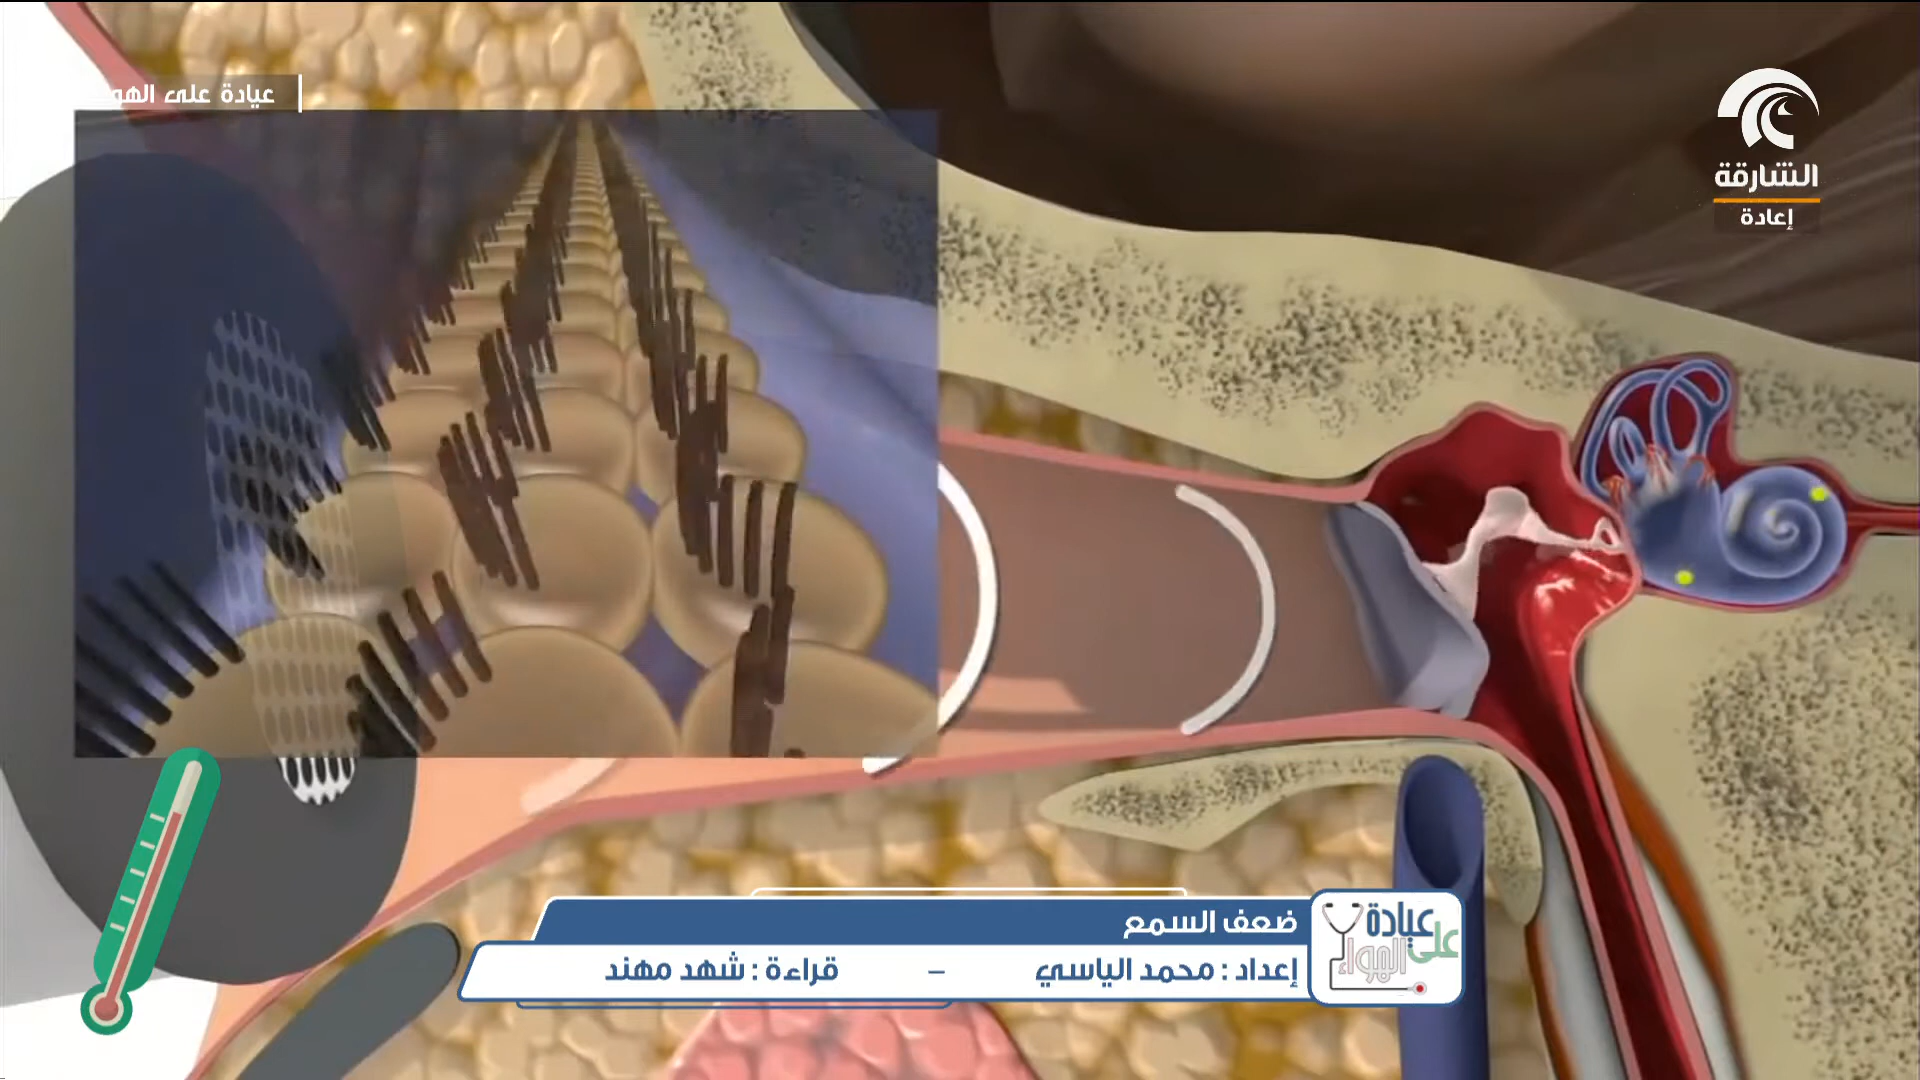 عيادة على
الشارقة
إعادة
عيادة
على
الهواء
ضعف السمع
إعداد : محمد الياسي – قراءة : شهد مهند